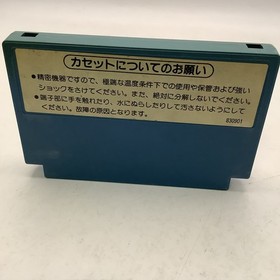 カセットについてのお願い
●精密機器ですので、極端な温度条件下での使用や保管および強い
ショックをさけてください。また、絶対に分解しないでください。
●端子部に手を触れたり、水にぬらしたりして汚さないようにして
ください。故障の原因となります。
830901